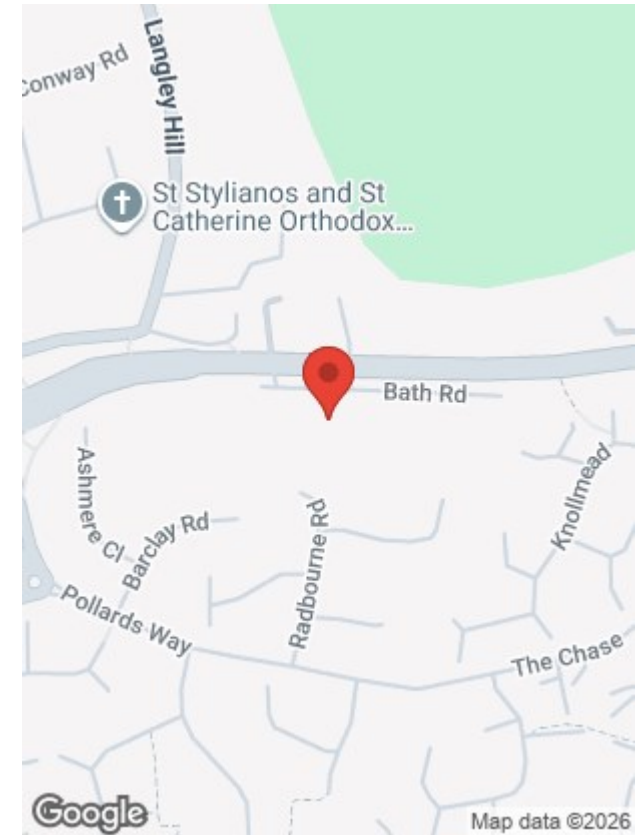 Conway Rd
Langley Hill
St Stylianos and St
Catherine Orthodox...
Bath Rd
Ashmere Cl
Barclay Rd
Radbourne Rd
Knollmead
Pollards Way
The Chase
Google
Map data ©2026